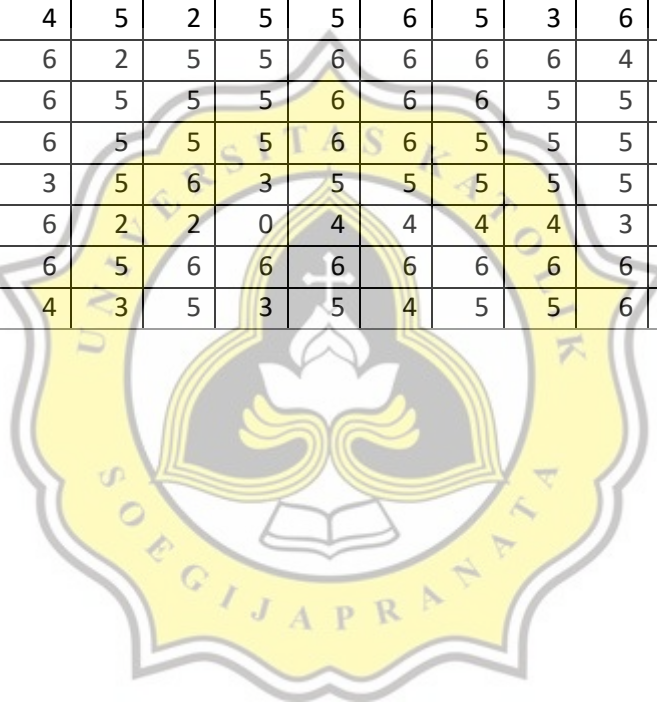 4 5 2 5 5 6 5 3 6
6 2 5 5 6 6 6 6 4
6 5 5 5 6 6 6 5 5
6 5 5 5 6 6 5 5 5
3 5 6 3 5 5 5 5 5
6 2 2 0 4 4 4 4 3
6 5 6 6 6 6 6 6 6
4 3 5 3 5 4 5 5 6
UNIVERSITAS KATOLIK
SOEGIJAPRANATA